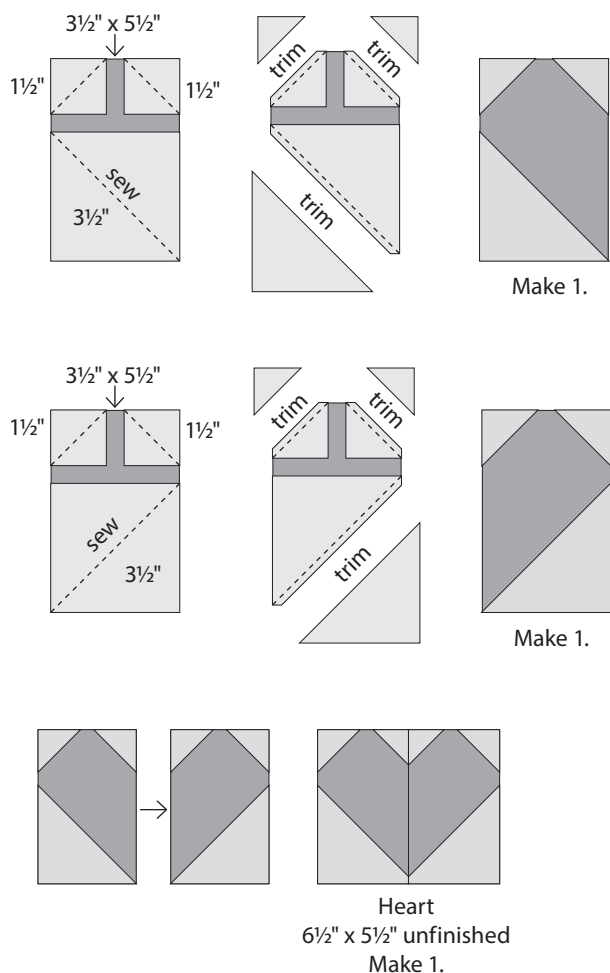 3½" x 5½"
1½" 1½"
sew
3½"
trim trim
trim
Make 1.
3½" x 5½"
1½" 1½"
sew
3½"
trim trim
trim
Make 1.
Heart
6½" x 5½" unfinished
Make 1.